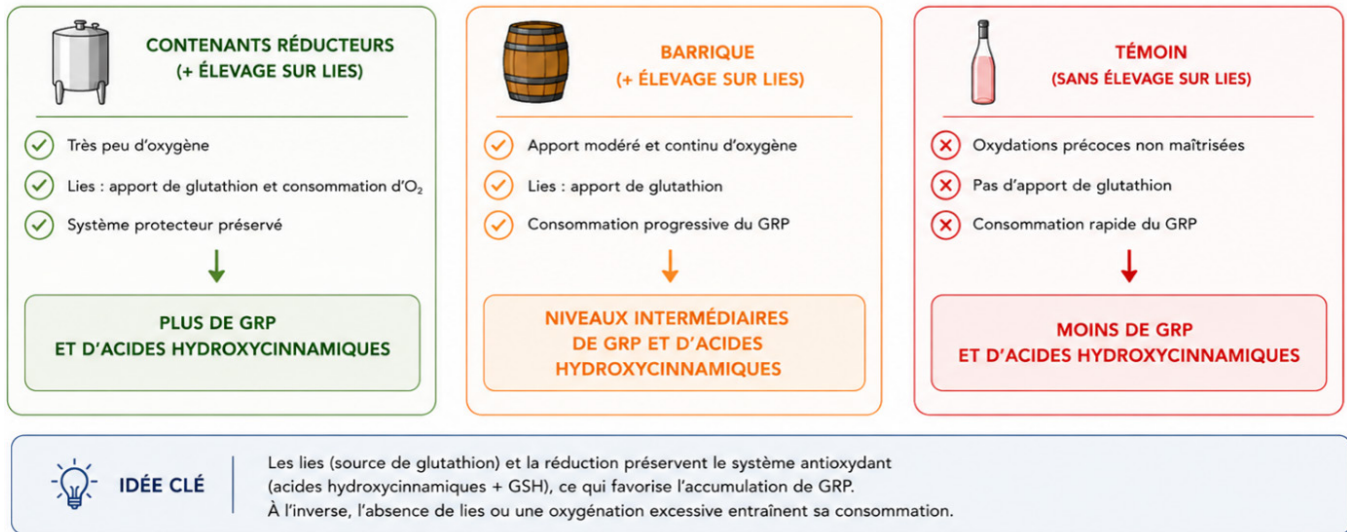 CONTENANTS RÉDUCTEURS
(+ ÉLEVAGE SUR LIES)
Très peu d'oxygène
Lies : apport de glutathion et consommation d'O₂
Système protecteur préservé
PLUS DE GRP
ET D'ACIDES HYDROXYCINNAMIQUES
BARRIQUE
(+ ÉLEVAGE SUR LIES)
Apport modéré et continu d'oxygène
Lies : apport de glutathion
Consommation progressive du GRP
NIVEAUX INTERMÉDIAIRES
DE GRP ET D'ACIDES
HYDROXYCINNAMIQUES
TÉMOIN
(SANS ÉLEVAGE SUR LIES)
Oxydations précoces non maîtrisées
Pas d'apport de glutathion
Consommation rapide du GRP
MOINS DE GRP
ET D'ACIDES HYDROXYCINNAMIQUES
IDÉE CLÉ
Les lies (source de glutathion) et la réduction préservent le système antioxydant
(acides hydroxycinnamiques + GSH), ce qui favorise l'accumulation de GRP.
À l'inverse, l'absence de lies ou une oxygénation excessive entraînent sa consommation.